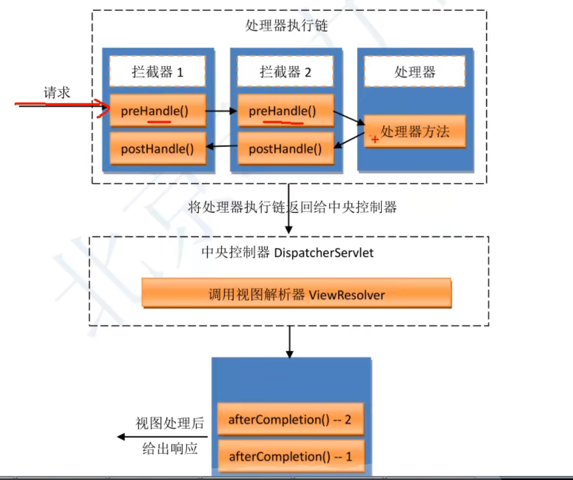 处理器执行链
拦截器 1
拦截器 2
处理器
请求
preHandle()
preHandle()
处理器方法
postHandle()
postHandle()
将处理器执行链返回给中央控制器
中央控制器 DispatcherServlet
调用视图解析器 ViewResolver
afterCompletion() -- 2
视图处理后
给出响应
afterCompletion() -- 1